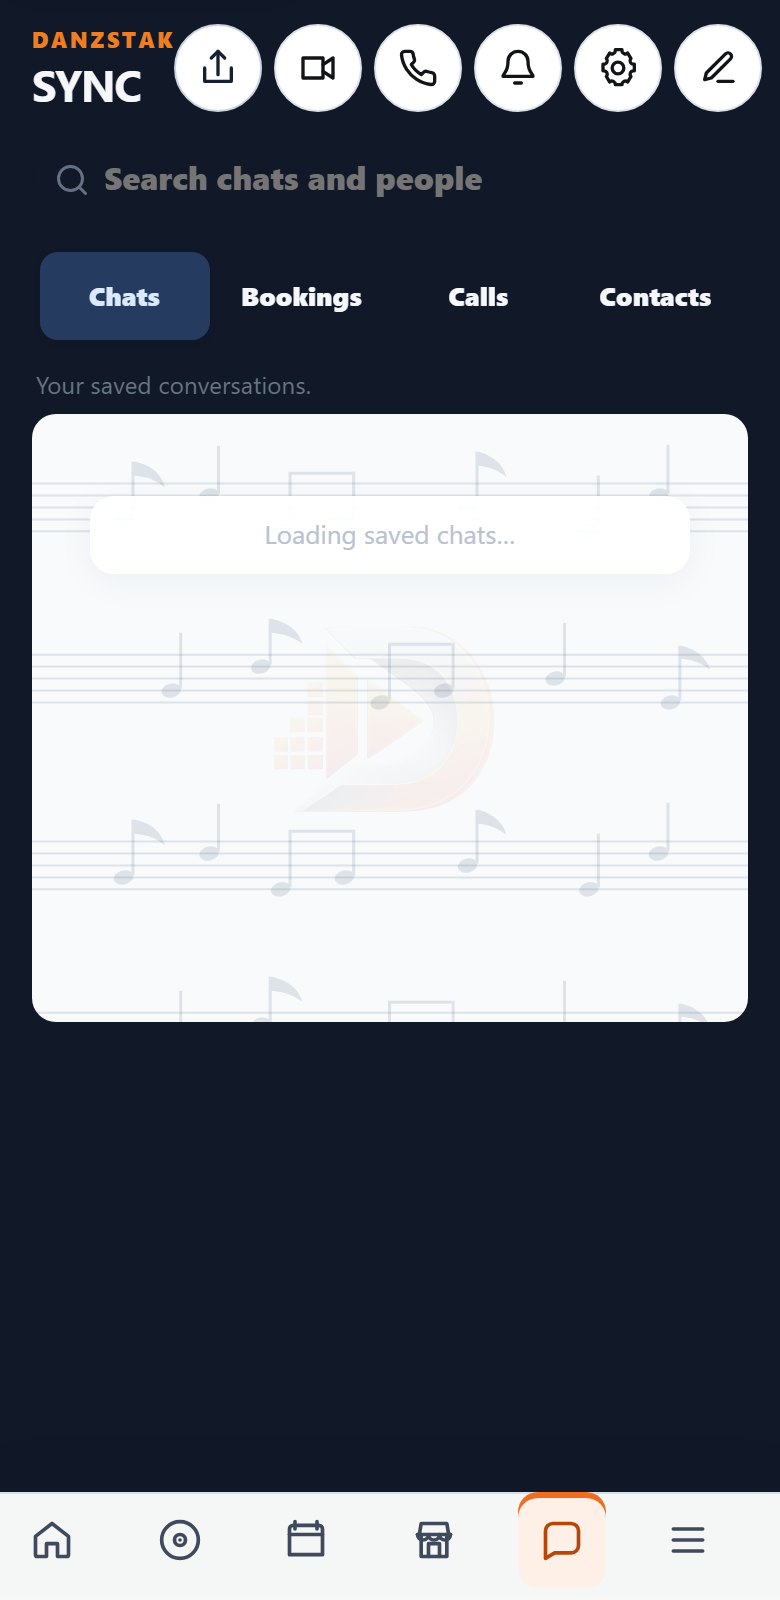 DANZSTAK
SYNC
Search chats and people
Chats Bookings Calls Contacts
Your saved conversations.
Loading saved chats...